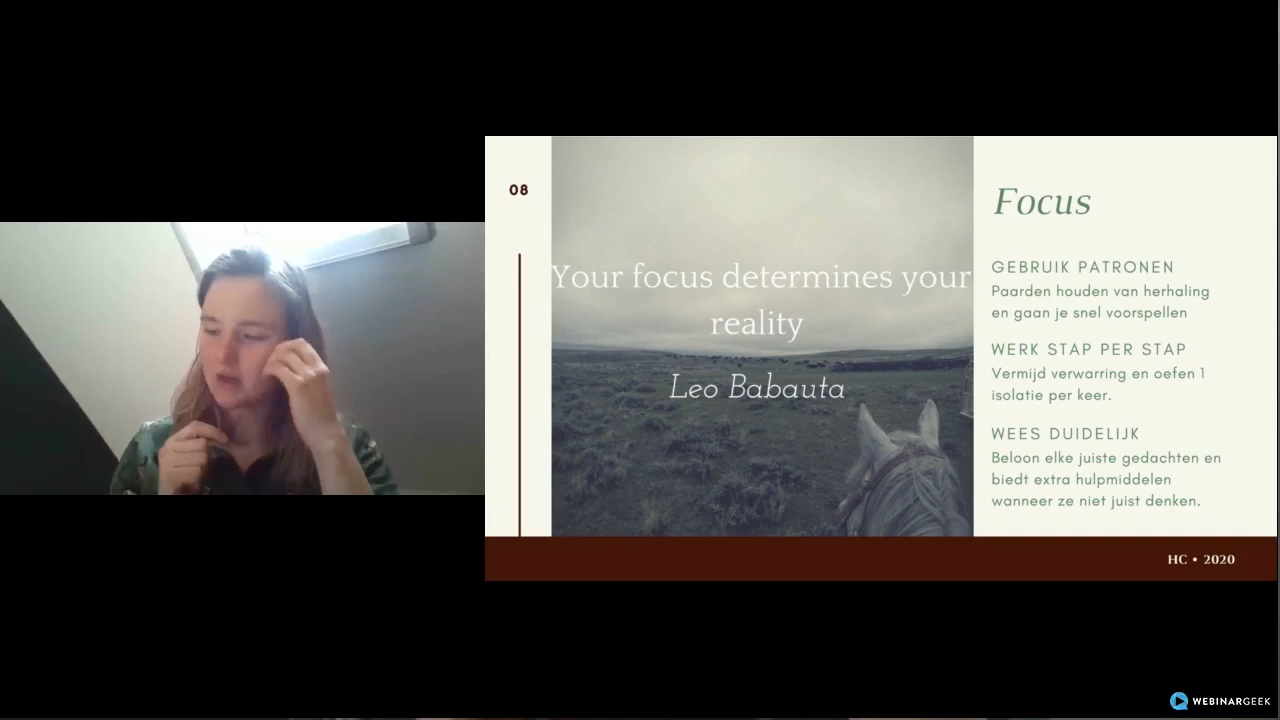 08
Your focus determines your
reality
Leo Babauta
Focus
GEBRUIK PATRONEN
Paarden houden van herhaling
en gaan je snel voorspellen
WERK STAP PER STAP
Vermijd verwarring en oefen 1
isolatie per keer.
WEES DUIDELIJK
Beloon elke juiste gedachten en
biedt extra hulpmiddelen
wanneer ze niet juist denken.
HC • 2020
WEBINARGEEK